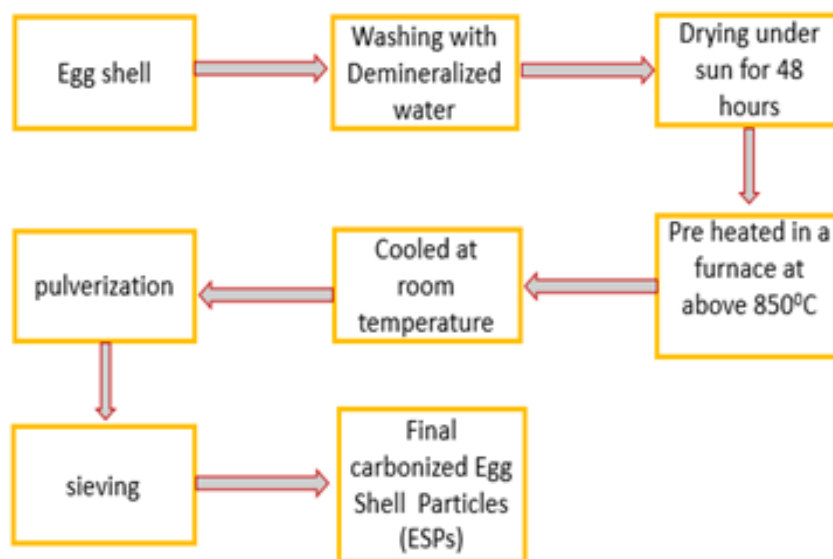 Egg shell
Washing with
Demineralized
water
Drying under
sun for 48
hours
Pre heated in a
furnace at
above 850⁰C
Cooled at
room
temperature
pulverization
sieving
Final
carbonized Egg
Shell Particles
(ESPs)